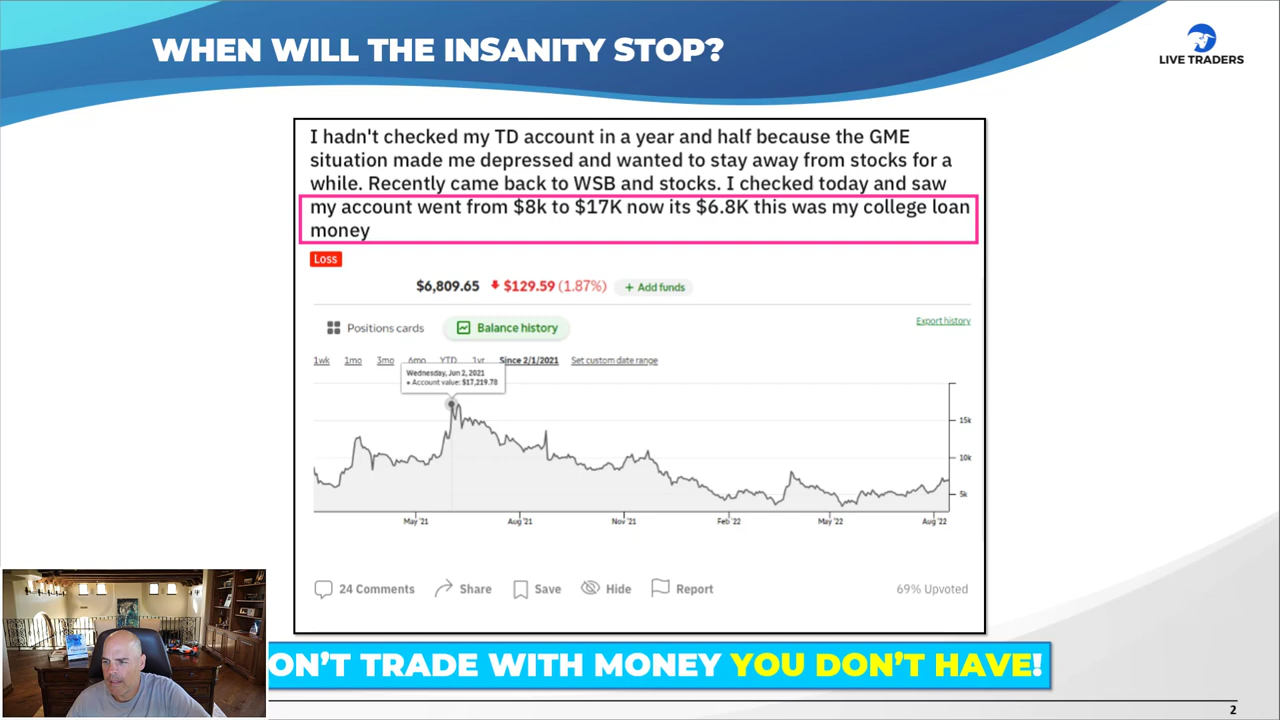 WHEN WILL THE INSANITY STOP?
LIVE TRADERS
I hadn't checked my TD account in a year and half because the GME
situation made me depressed and wanted to stay away from stocks for a
while. Recently came back to WSB and stocks. I checked today and saw
my account went from $8k to $17K now its $6.8K this was my college loan
money
Loss
$6,809.65 $129.59 (1.87%) + Add funds
Positions cards Balance history Export history
1wk 1mo 3mo 6mo YTD 1yr Since 2/1/2021 Set custom date range
Wednesday, Jun 2, 2021
• Account value: $17,219.78
15k
10k
5k
May '21 Aug '21 Nov '21 Feb '22 May '22 Aug '22
24 Comments Share Save Hide Report 69% Upvoted
ON'T TRADE WITH MONEY YOU DON'T HAVE!
2